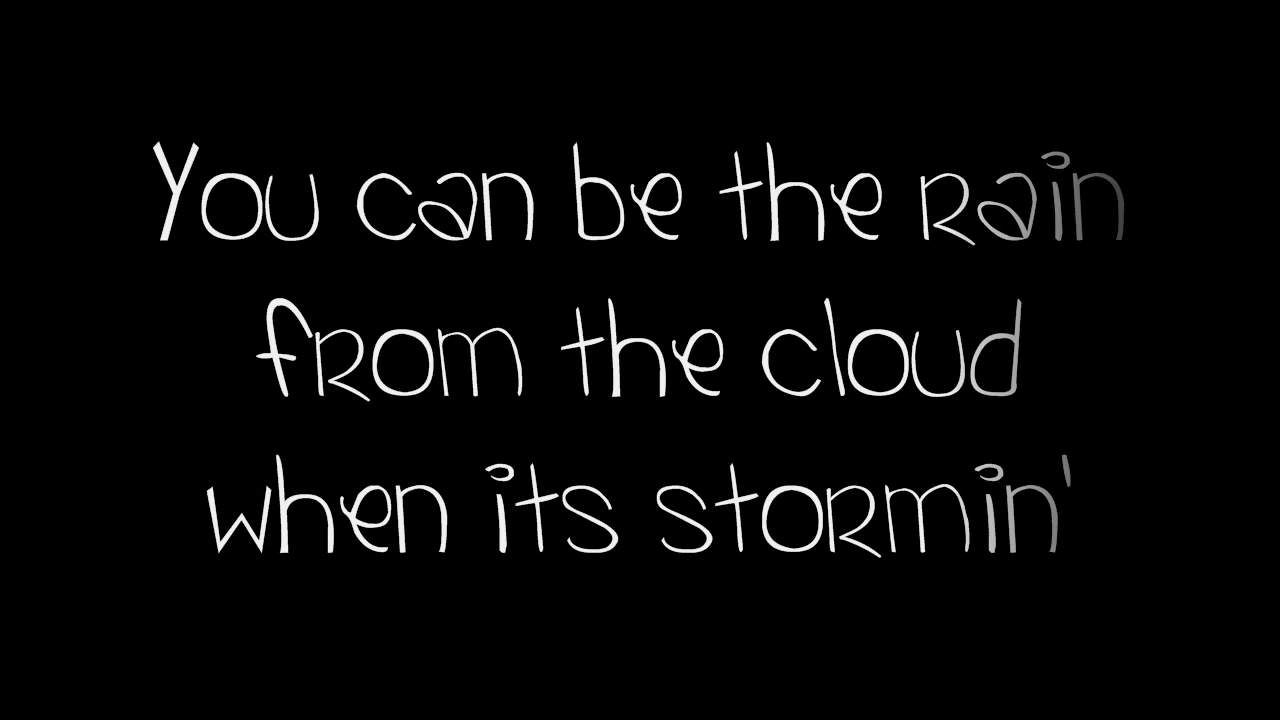 You can be the rain
from the cloud
when its stormin'